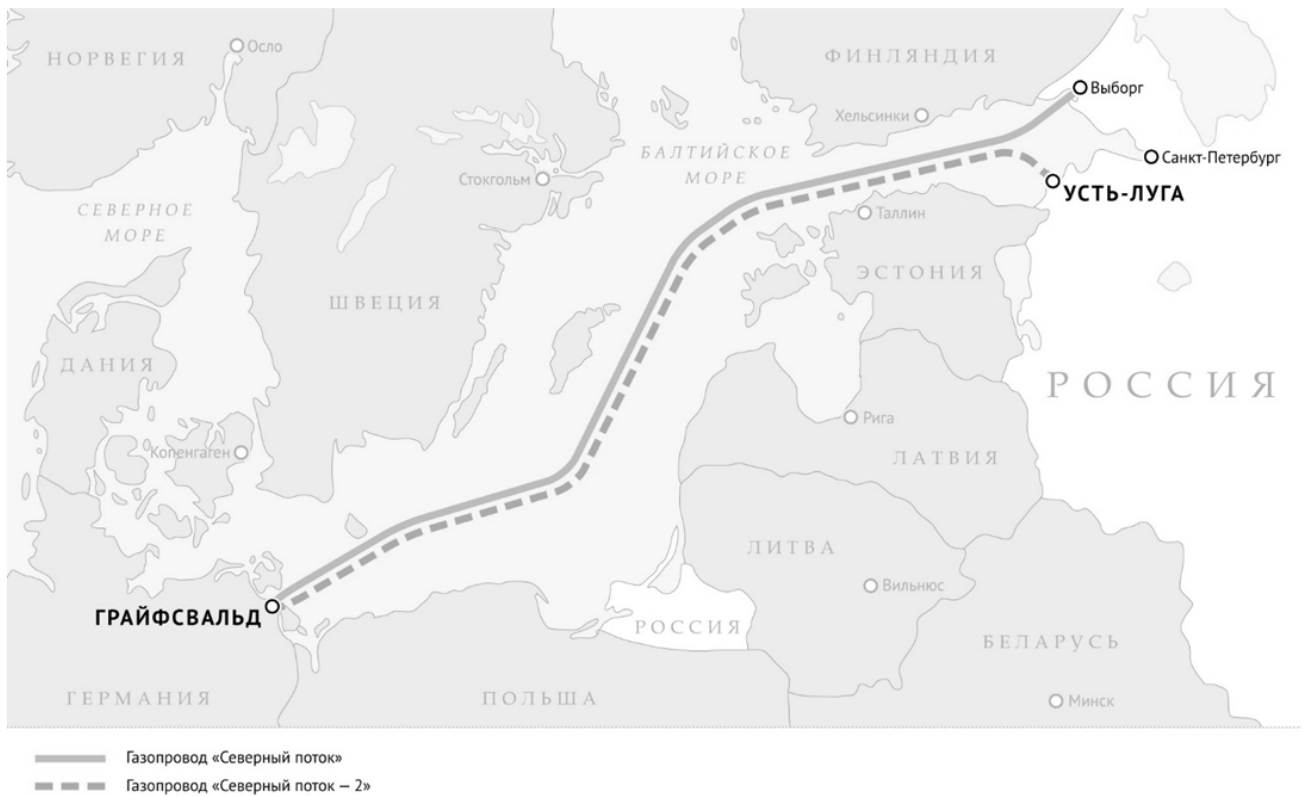 НОРВЕГИЯ
Осло
ФИНЛЯНДИЯ
Выборг
Хельсинки
БАЛТИЙСКОЕ
МОРЕ
Санкт-Петербург
Стокгольм
УСТЬ-ЛУГА
СЕВЕРНОЕ
МОРЕ
Таллин
ЭСТОНИЯ
ШВЕЦИЯ
ДАНИЯ
РОССИЯ
Рига
Копенгаген
ЛАТВИЯ
ЛИТВА
Вильнюс
ГРАЙФСВАЛЬД
РОССИЯ
БЕЛАРУСЬ
ГЕРМАНИЯ
ПОЛЬША
Минск
Газопровод «Северный поток»
Газопровод «Северный поток — 2»